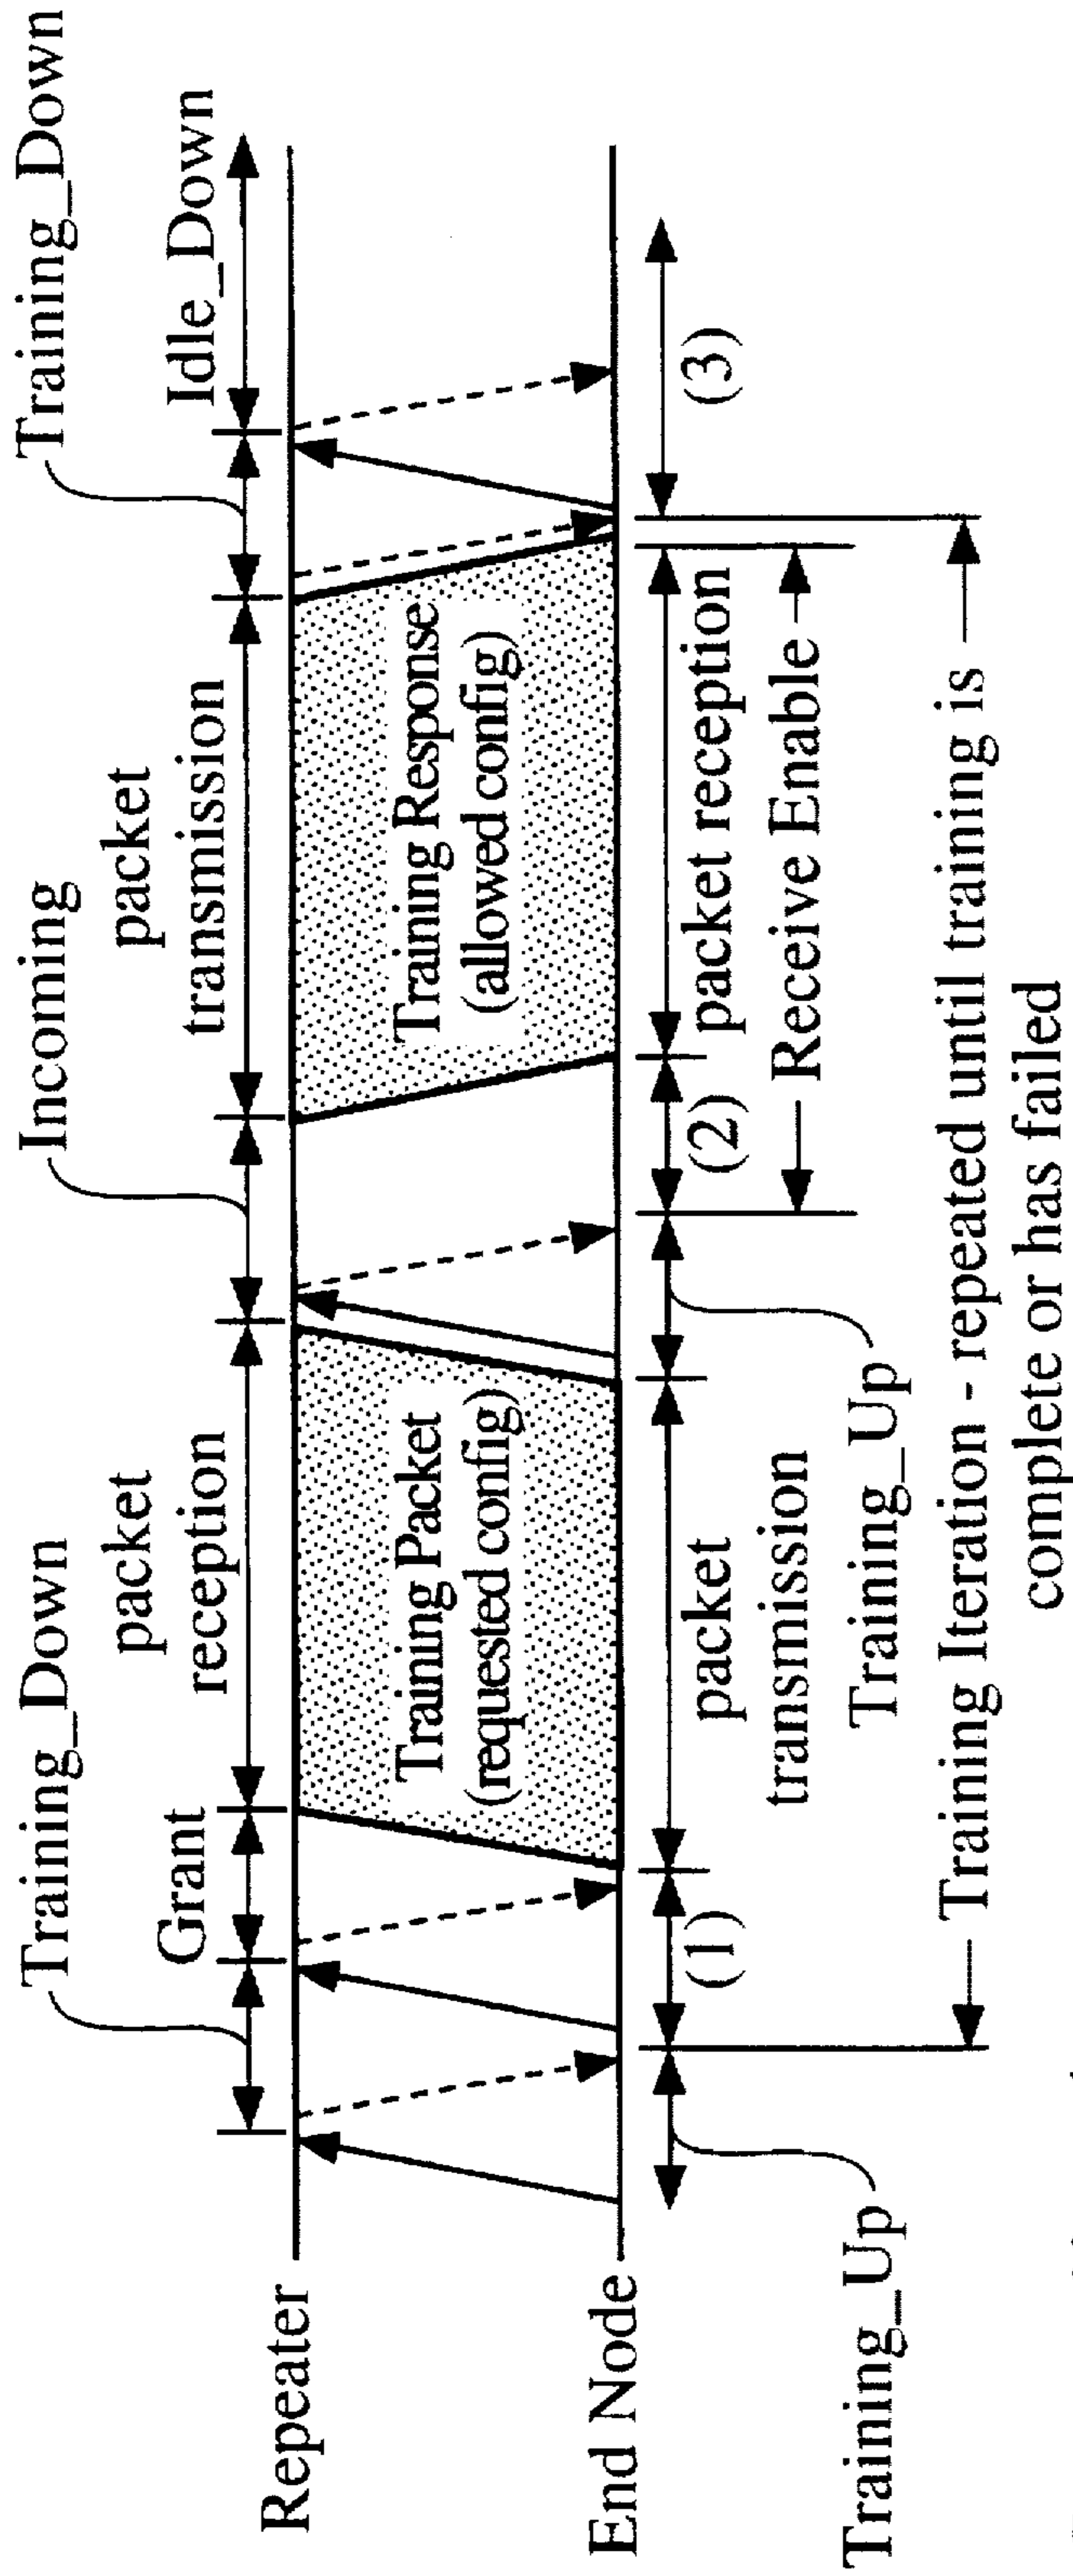 Training_Down
Incoming
Training_Down
Grant
packet
reception
packet
transmission
Idle_Down
Repeater
Training Packet
(requested config)
Training Response
(allowed config)
End Node
(1)
packet
transmission
(2)
packet reception
(3)
Receive Enable
Training_Up
Training_Up
Training Iteration - repeated until training is
complete or has failed